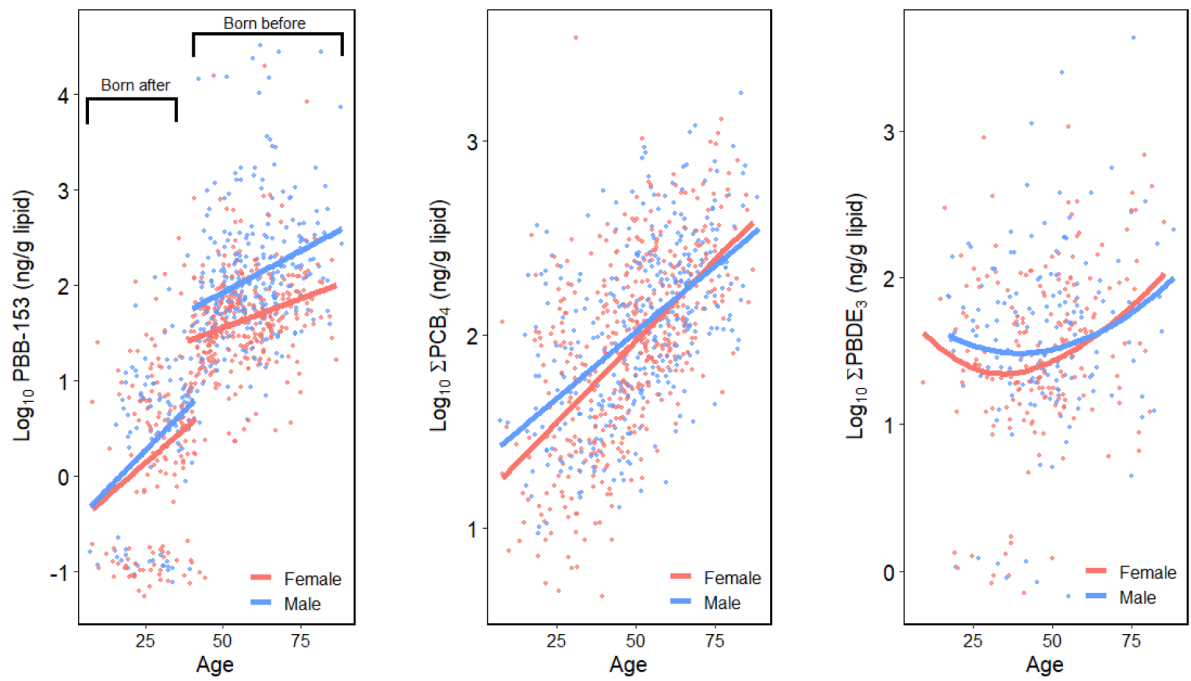 Born before
Born after
Log10 PBB-153 (ng/g lipid)
4
3
2
1
0
-1
25
50
75
Age
Female
Male
Log10 ΣPCB4 (ng/g lipid)
3
2
1
25
50
75
Age
Female
Male
Log10 ΣPBDE3 (ng/g lipid)
3
2
1
0
25
50
75
Age
Female
Male